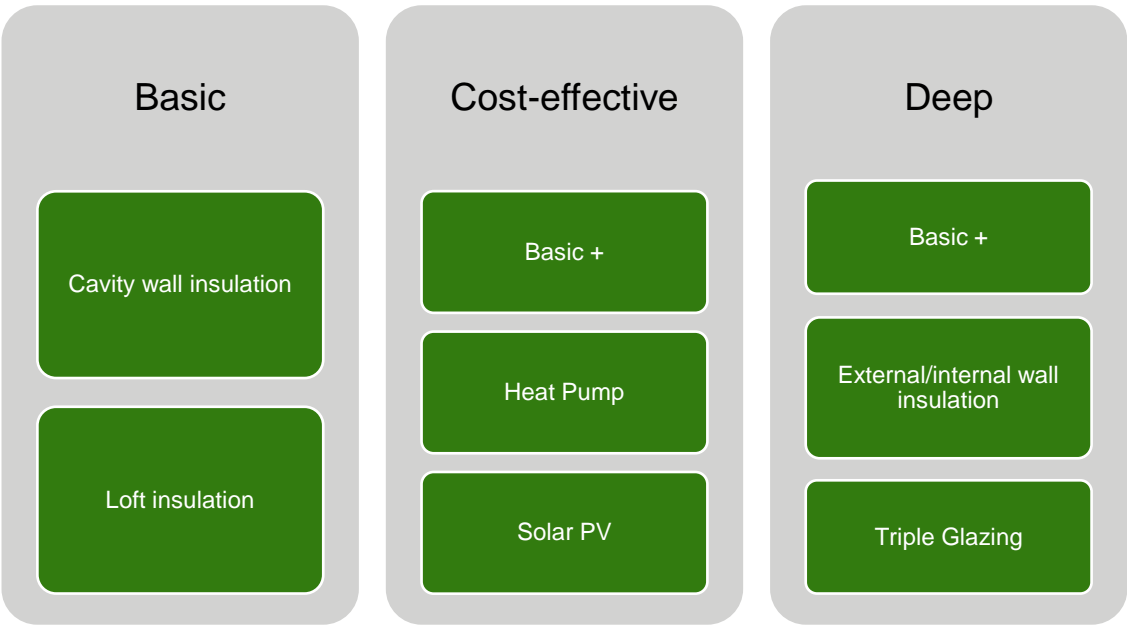 Basic
Cavity wall insulation
Loft insulation
Cost-effective
Basic +
Heat Pump
Solar PV
Deep
Basic +
External/internal wall
insulation
Triple Glazing